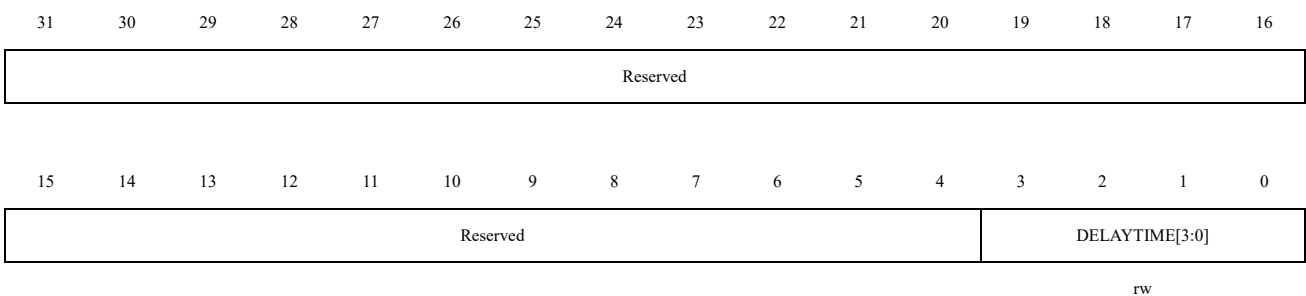 31 30 29 28 27 26 25 24 23 22 21 20 19 18 17 16
Reserved
15 14 13 12 11 10 9 8 7 6 5 4 3 2 1 0
Reserved DELAYTIME[3:0]
rw